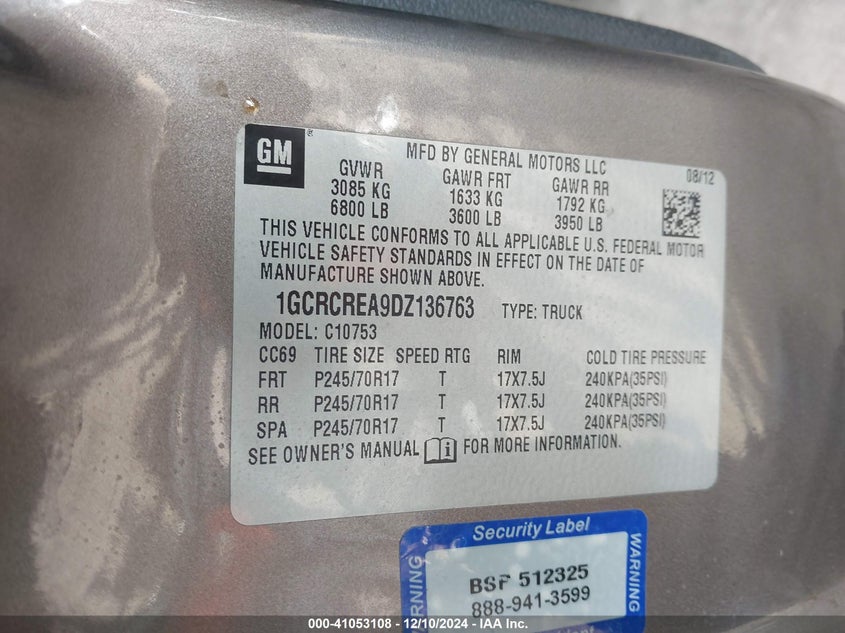 GM ®
MFD BY GENERAL MOTORS LLC
08/12
GVWR GAWR FRT GAWR RR
3085 KG 1633 KG 1792 KG
6800 LB 3600 LB 3950 LB
THIS VEHICLE CONFORMS TO ALL APPLICABLE U.S. FEDERAL MOTOR
VEHICLE SAFETY STANDARDS IN EFFECT ON THE DATE OF
MANUFACTURE SHOWN ABOVE.
1GCRCREA9DZ136763 TYPE: TRUCK
MODEL: C10753
CC69 TIRE SIZE SPEED RTG RIM COLD TIRE PRESSURE
FRT P245/70R17 T 17X7.5J 240KPA(35PSI)
RR P245/70R17 T 17X7.5J 240KPA(35PSI)
SPA P245/70R17 T 17X7.5J 240KPA(35PSI)
SEE OWNER'S MANUAL FOR MORE INFORMATION.
Security Label
WARNING
BSF 512325
888-941-3599
WARNING
000-41053108 - 12/10/2024 - IAA Inc.